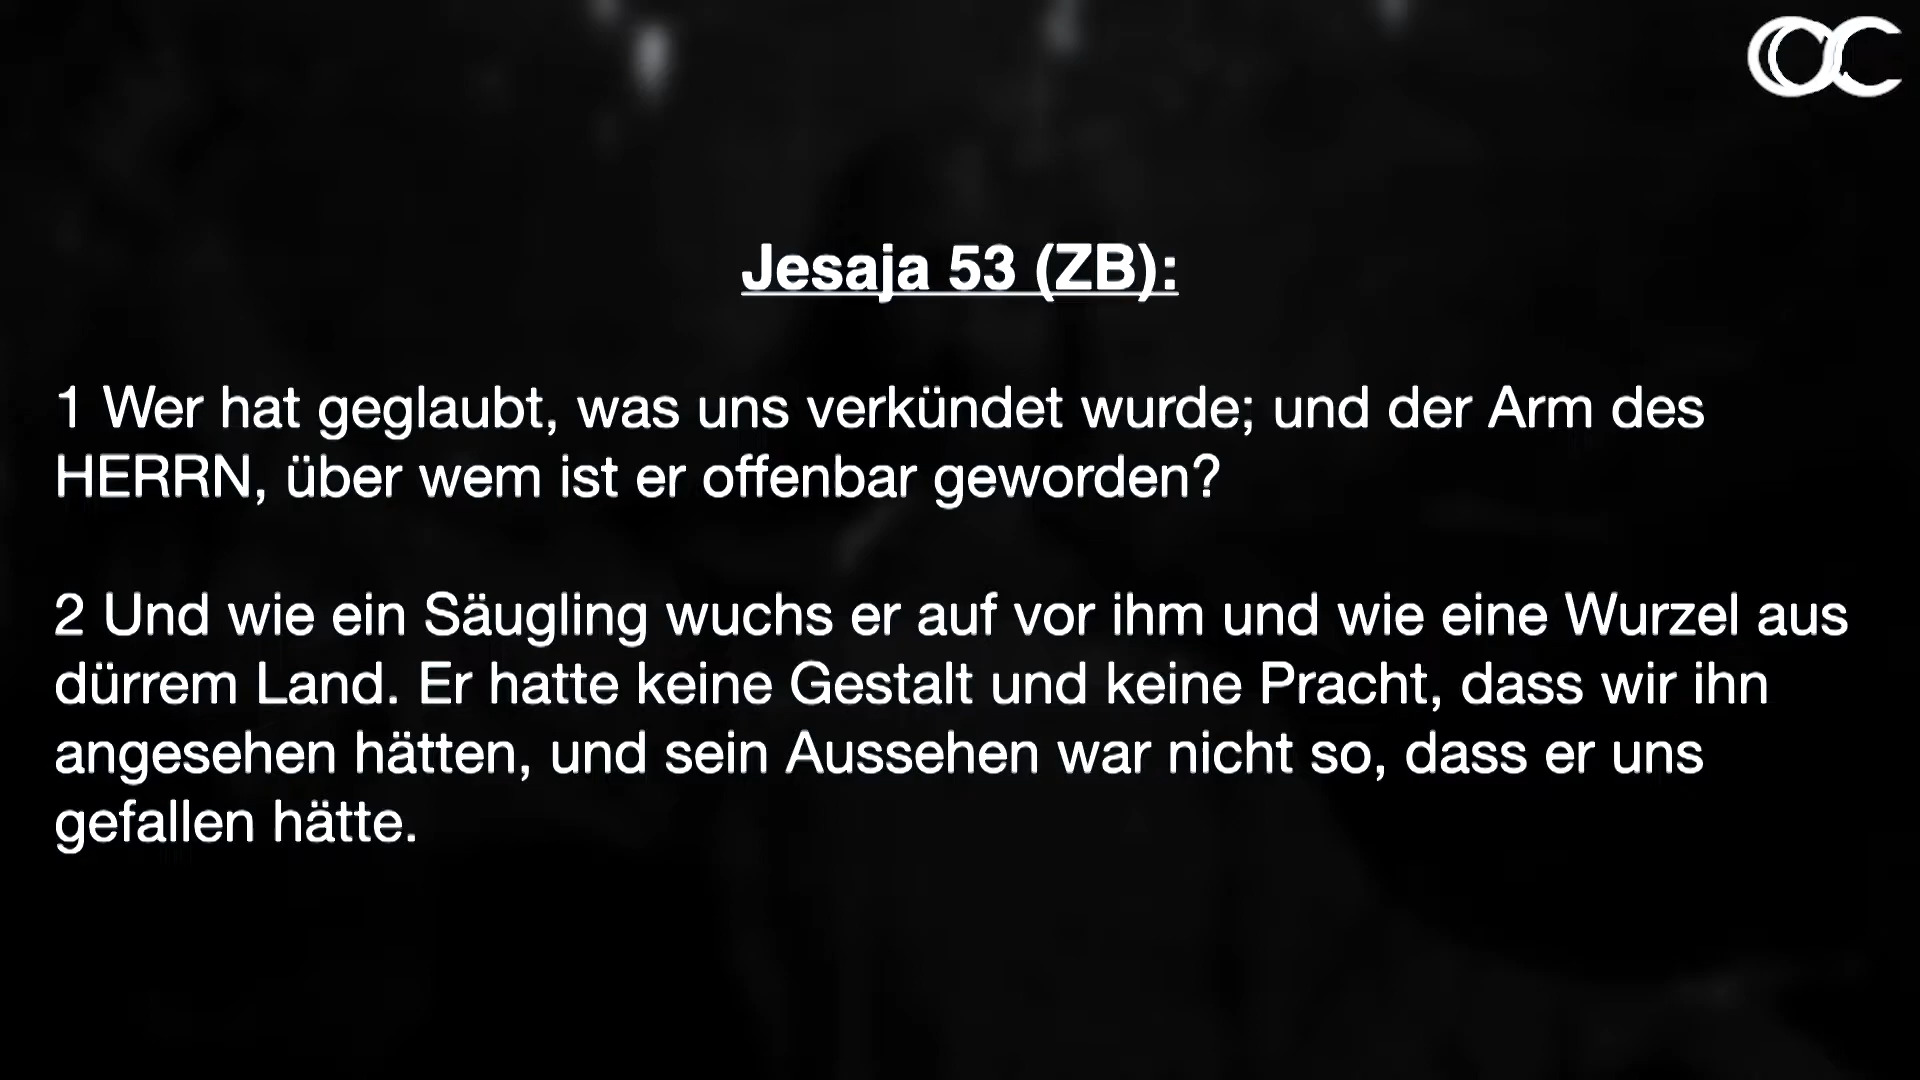 OC
Jesaja 53 (ZB):
1 Wer hat geglaubt, was uns verkündet wurde; und der Arm des
HERRN, über wem ist er offenbar geworden?
2 Und wie ein Säugling wuchs er auf vor ihm und wie eine Wurzel aus
dürrem Land. Er hatte keine Gestalt und keine Pracht, dass wir ihn
angesehen hätten, und sein Aussehen war nicht so, dass er uns
gefallen hätte.